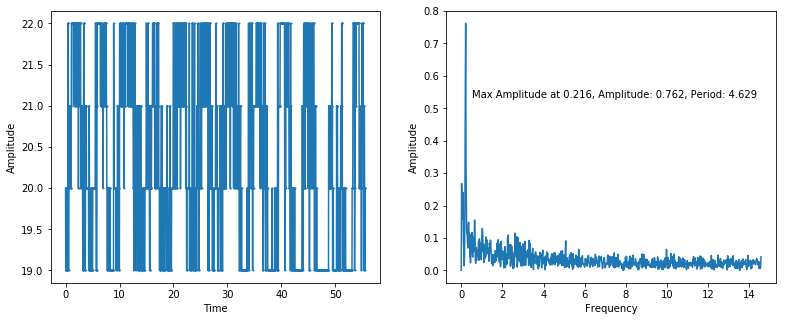 22.0
21.5
21.0
20.5
20.0
19.5
19.0
Amplitude
0 10 20 30 40 50
Time
0.8
0.7
0.6
0.5
0.4
0.3
0.2
0.1
0.0
Amplitude
Max Amplitude at 0.216, Amplitude: 0.762, Period: 4.629
0 2 4 6 8 10 12 14
Frequency